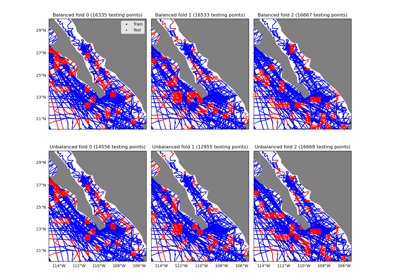 Balanced fold 0 (16335 testing points)
Balanced fold 1 (16533 testing points)
Balanced fold 2 (16667 testing points)
Train
Test
29°N
27°N
25°N
23°N
21°N
Unbalanced fold 0 (14556 testing points)
Unbalanced fold 1 (12955 testing points)
Unbalanced fold 2 (16668 testing points)
29°N
27°N
25°N
23°N
21°N
114°W 112°W 110°W 108°W 106°W
114°W 112°W 110°W 108°W 106°W
114°W 112°W 110°W 108°W 106°W